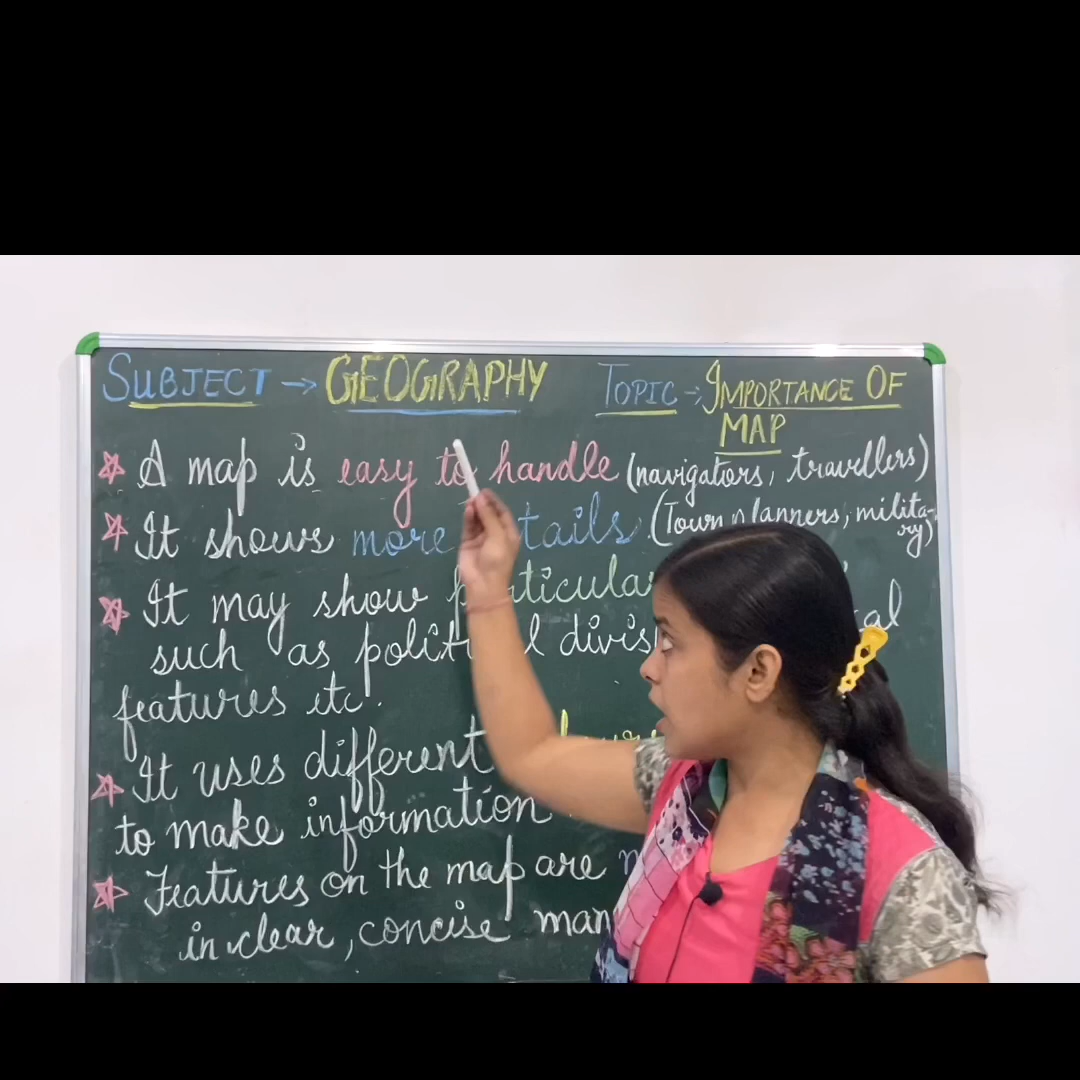 SUBJECT → GEOGRAPHY TOPIC → IMPORTANCE OF
MAP
A map is easy to handle (navigators, travellers)
It shows more (Town planners, milita-
ry)
It may show particular
such as
features etc.
It uses different
to make information
Features on the map are
in clear, concise